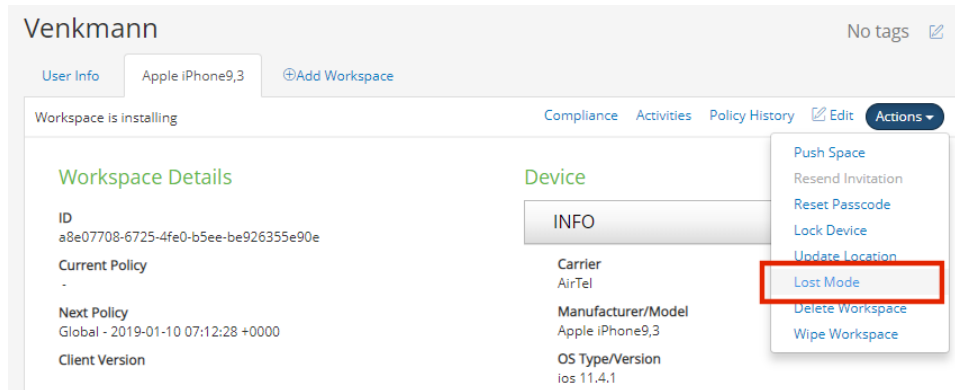 Venkmann
No tags
User Info Apple iPhone9,3 Add Workspace
Workspace is installing Compliance Activities Policy History Edit Actions
Push Space
Resend Invitation
Reset Passcode
Lock Device
Update Location
Lost Mode
Delete Workspace
Wipe Workspace
Workspace Details
ID
a8e07708-6725-4fe0-b5ee-be926355e90e
Current Policy
-
Next Policy
Global - 2019-01-10 07:12:28 +0000
Client Version
Device
INFO
Carrier
AirTel
Manufacturer/Model
Apple iPhone9,3
OS Type/Version
ios 11.4.1